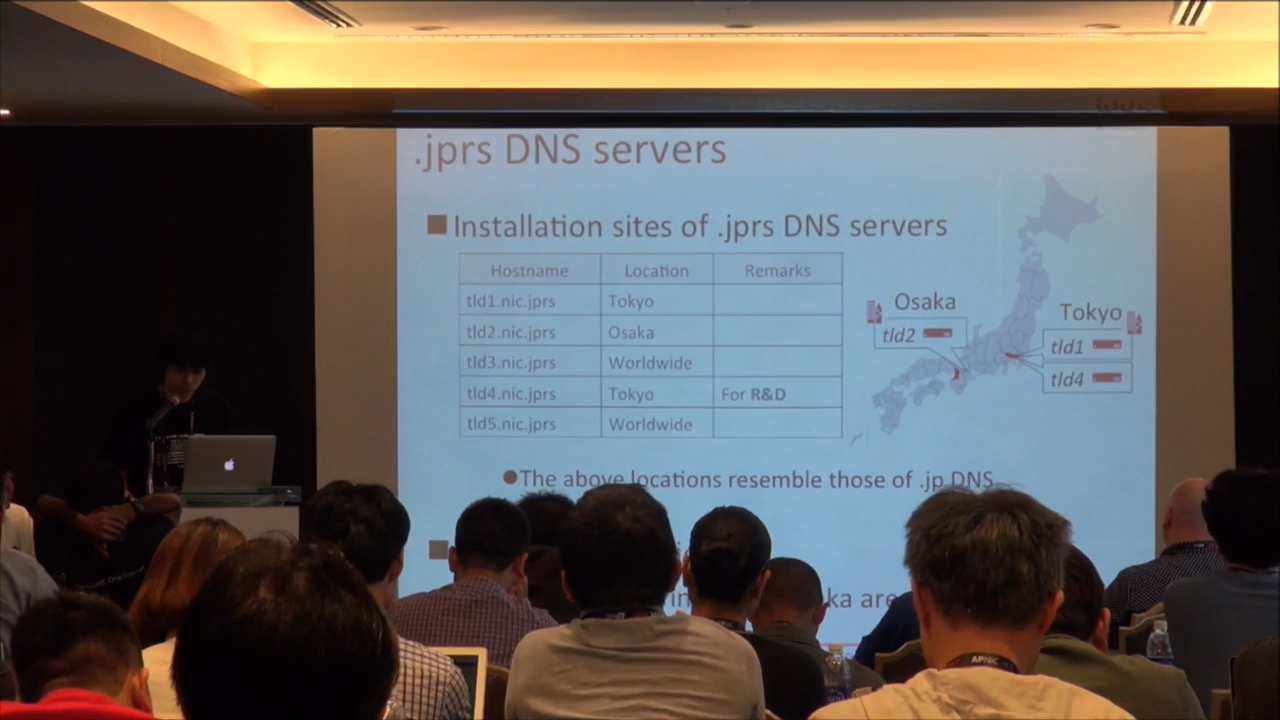 .jprs DNS servers
Installation sites of .jprs DNS servers
Hostname Location Remarks
tld1.nic.jprs Tokyo
tld2.nic.jprs Osaka
tld3.nic.jprs Worldwide
tld4.nic.jprs Tokyo For R&D
tld5.nic.jprs Worldwide
Osaka
tld2
Tokyo
tld1
tld4
The above locations resemble those of .jp DNS
APNIC